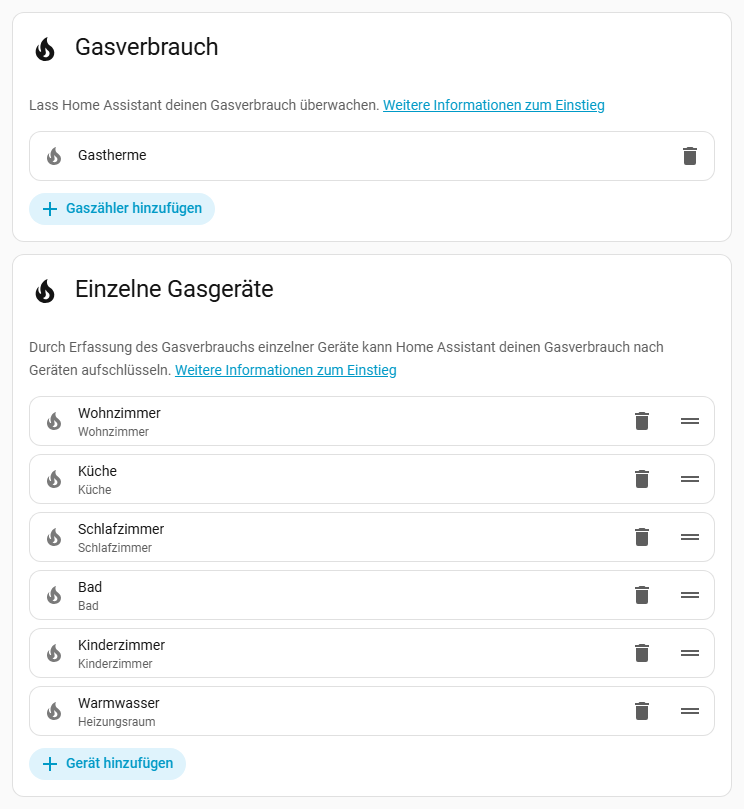 Gasverbrauch
Lass Home Assistant deinen Gasverbrauch überwachen. Weitere Informationen zum Einstieg
Gastherme
Gaszähler hinzufügen
Einzelne Gasgeräte
Durch Erfassung des Gasverbrauchs einzelner Geräte kann Home Assistant deinen Gasverbrauch nach
Geräten aufschlüsseln. Weitere Informationen zum Einstieg
Wohnzimmer
Wohnzimmer
Küche
Küche
Schlafzimmer
Schlafzimmer
Bad
Bad
Kinderzimmer
Kinderzimmer
Warmwasser
Heizungsraum
Gerät hinzufügen